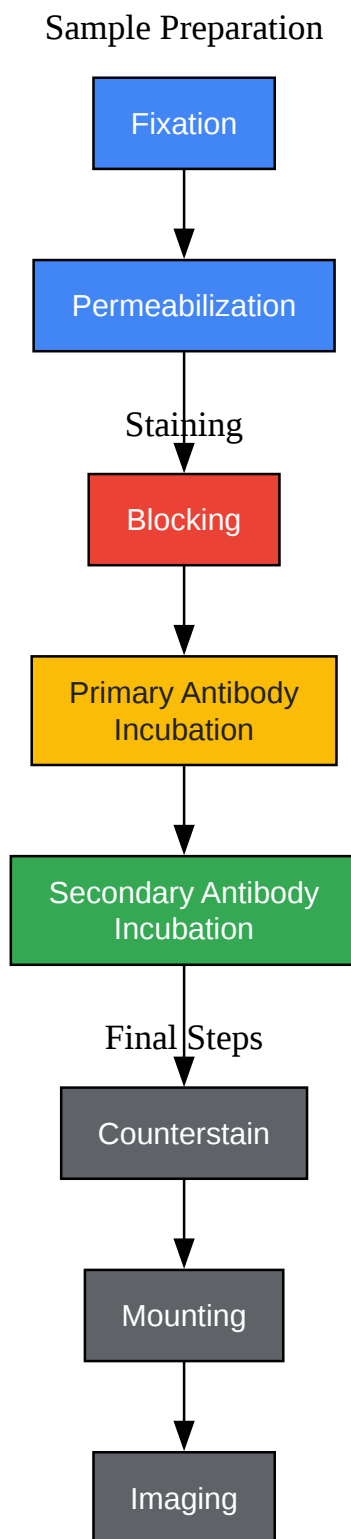 Sample Preparation
Fixation
Permeabilization
Staining
Blocking
Primary Antibody
Incubation
Secondary Antibody
Incubation
Final Steps
Counterstain
Mounting
Imaging